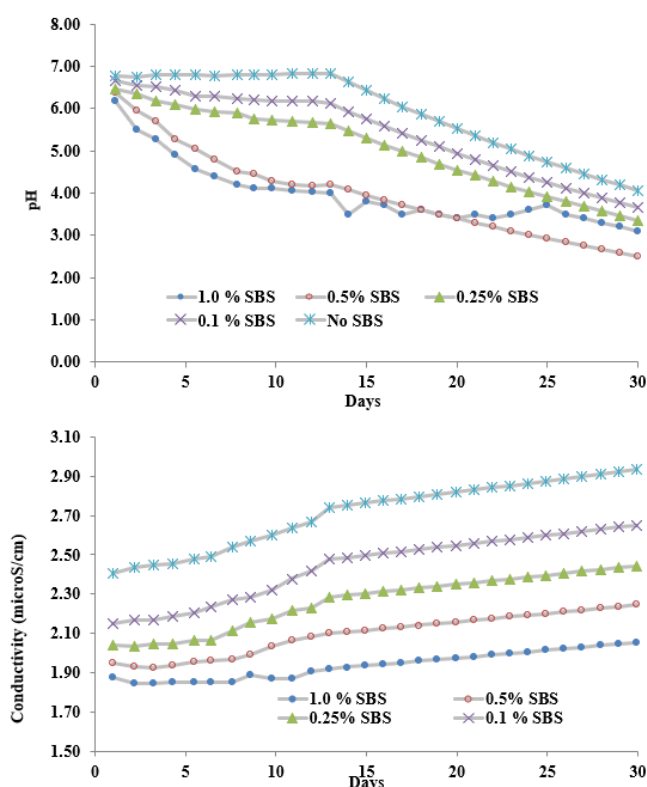 8.00
7.00
6.00
5.00
4.00
3.00
2.00
1.00
0.00
pH
1.0 % SBS 0.5% SBS 0.25% SBS
0.1 % SBS No SBS
0 5 10 15 20 25 30
Days
3.10
2.90
2.70
2.50
2.30
2.10
1.90
1.70
1.50
Conductivity (microS/cm)
1.0 % SBS 0.5% SBS
0.25% SBS 0.1 % SBS
0 5 10 15 20 25 30
Days